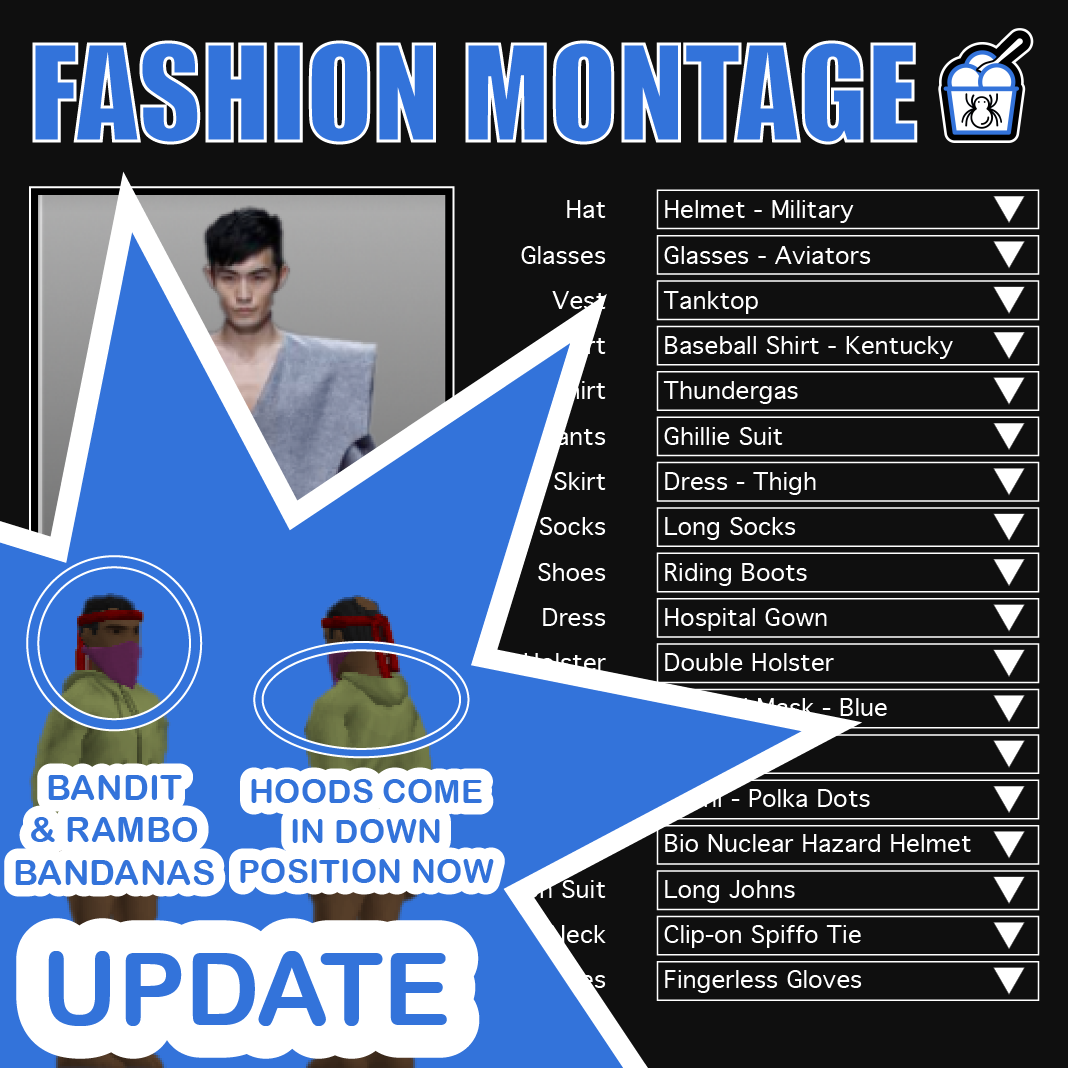 FASHION MONTAGE
Hat Helmet - Military
Glasses Glasses - Aviators
Vest Tanktop
Baseball Shirt - Kentucky
Thundergas
Ghillie Suit
Skirt Dress - Thigh
Socks Long Socks
Shoes Riding Boots
Dress Hospital Gown
Holster Double Holster
Mask - Blue
- Polka Dots
Bio Nuclear Hazard Helmet
Suit Long Johns
Neck Clip-on Spiffo Tie
Fingerless Gloves
BANDIT
& RAMBO
BANDANAS
HOODS COME
IN DOWN
POSITION NOW
UPDATE